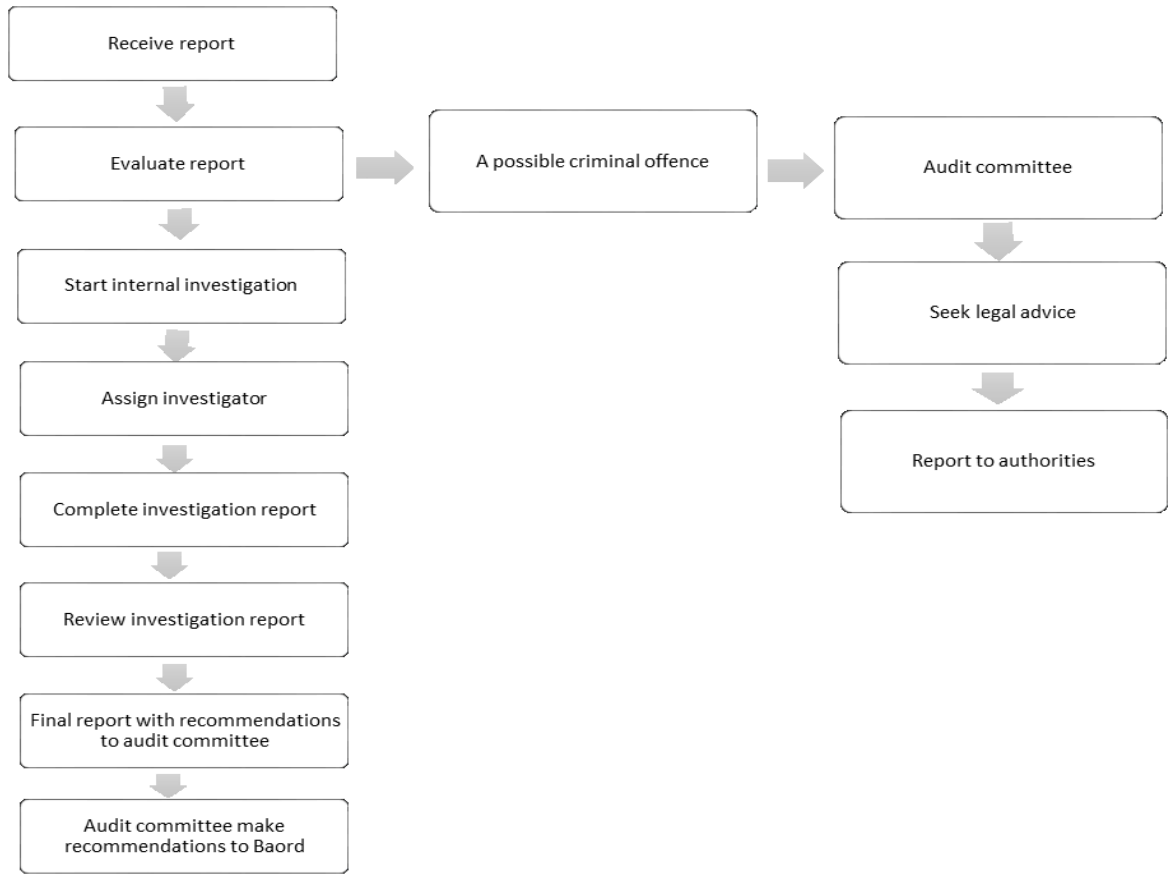 Receive report
Evaluate report
A possible criminal offence
Audit committee
Start internal investigation
Seek legal advice
Assign investigator
Report to authorities
Complete investigation report
Review investigation report
Final report with recommendations
to audit committee
Audit committee make
recommendations to Baord